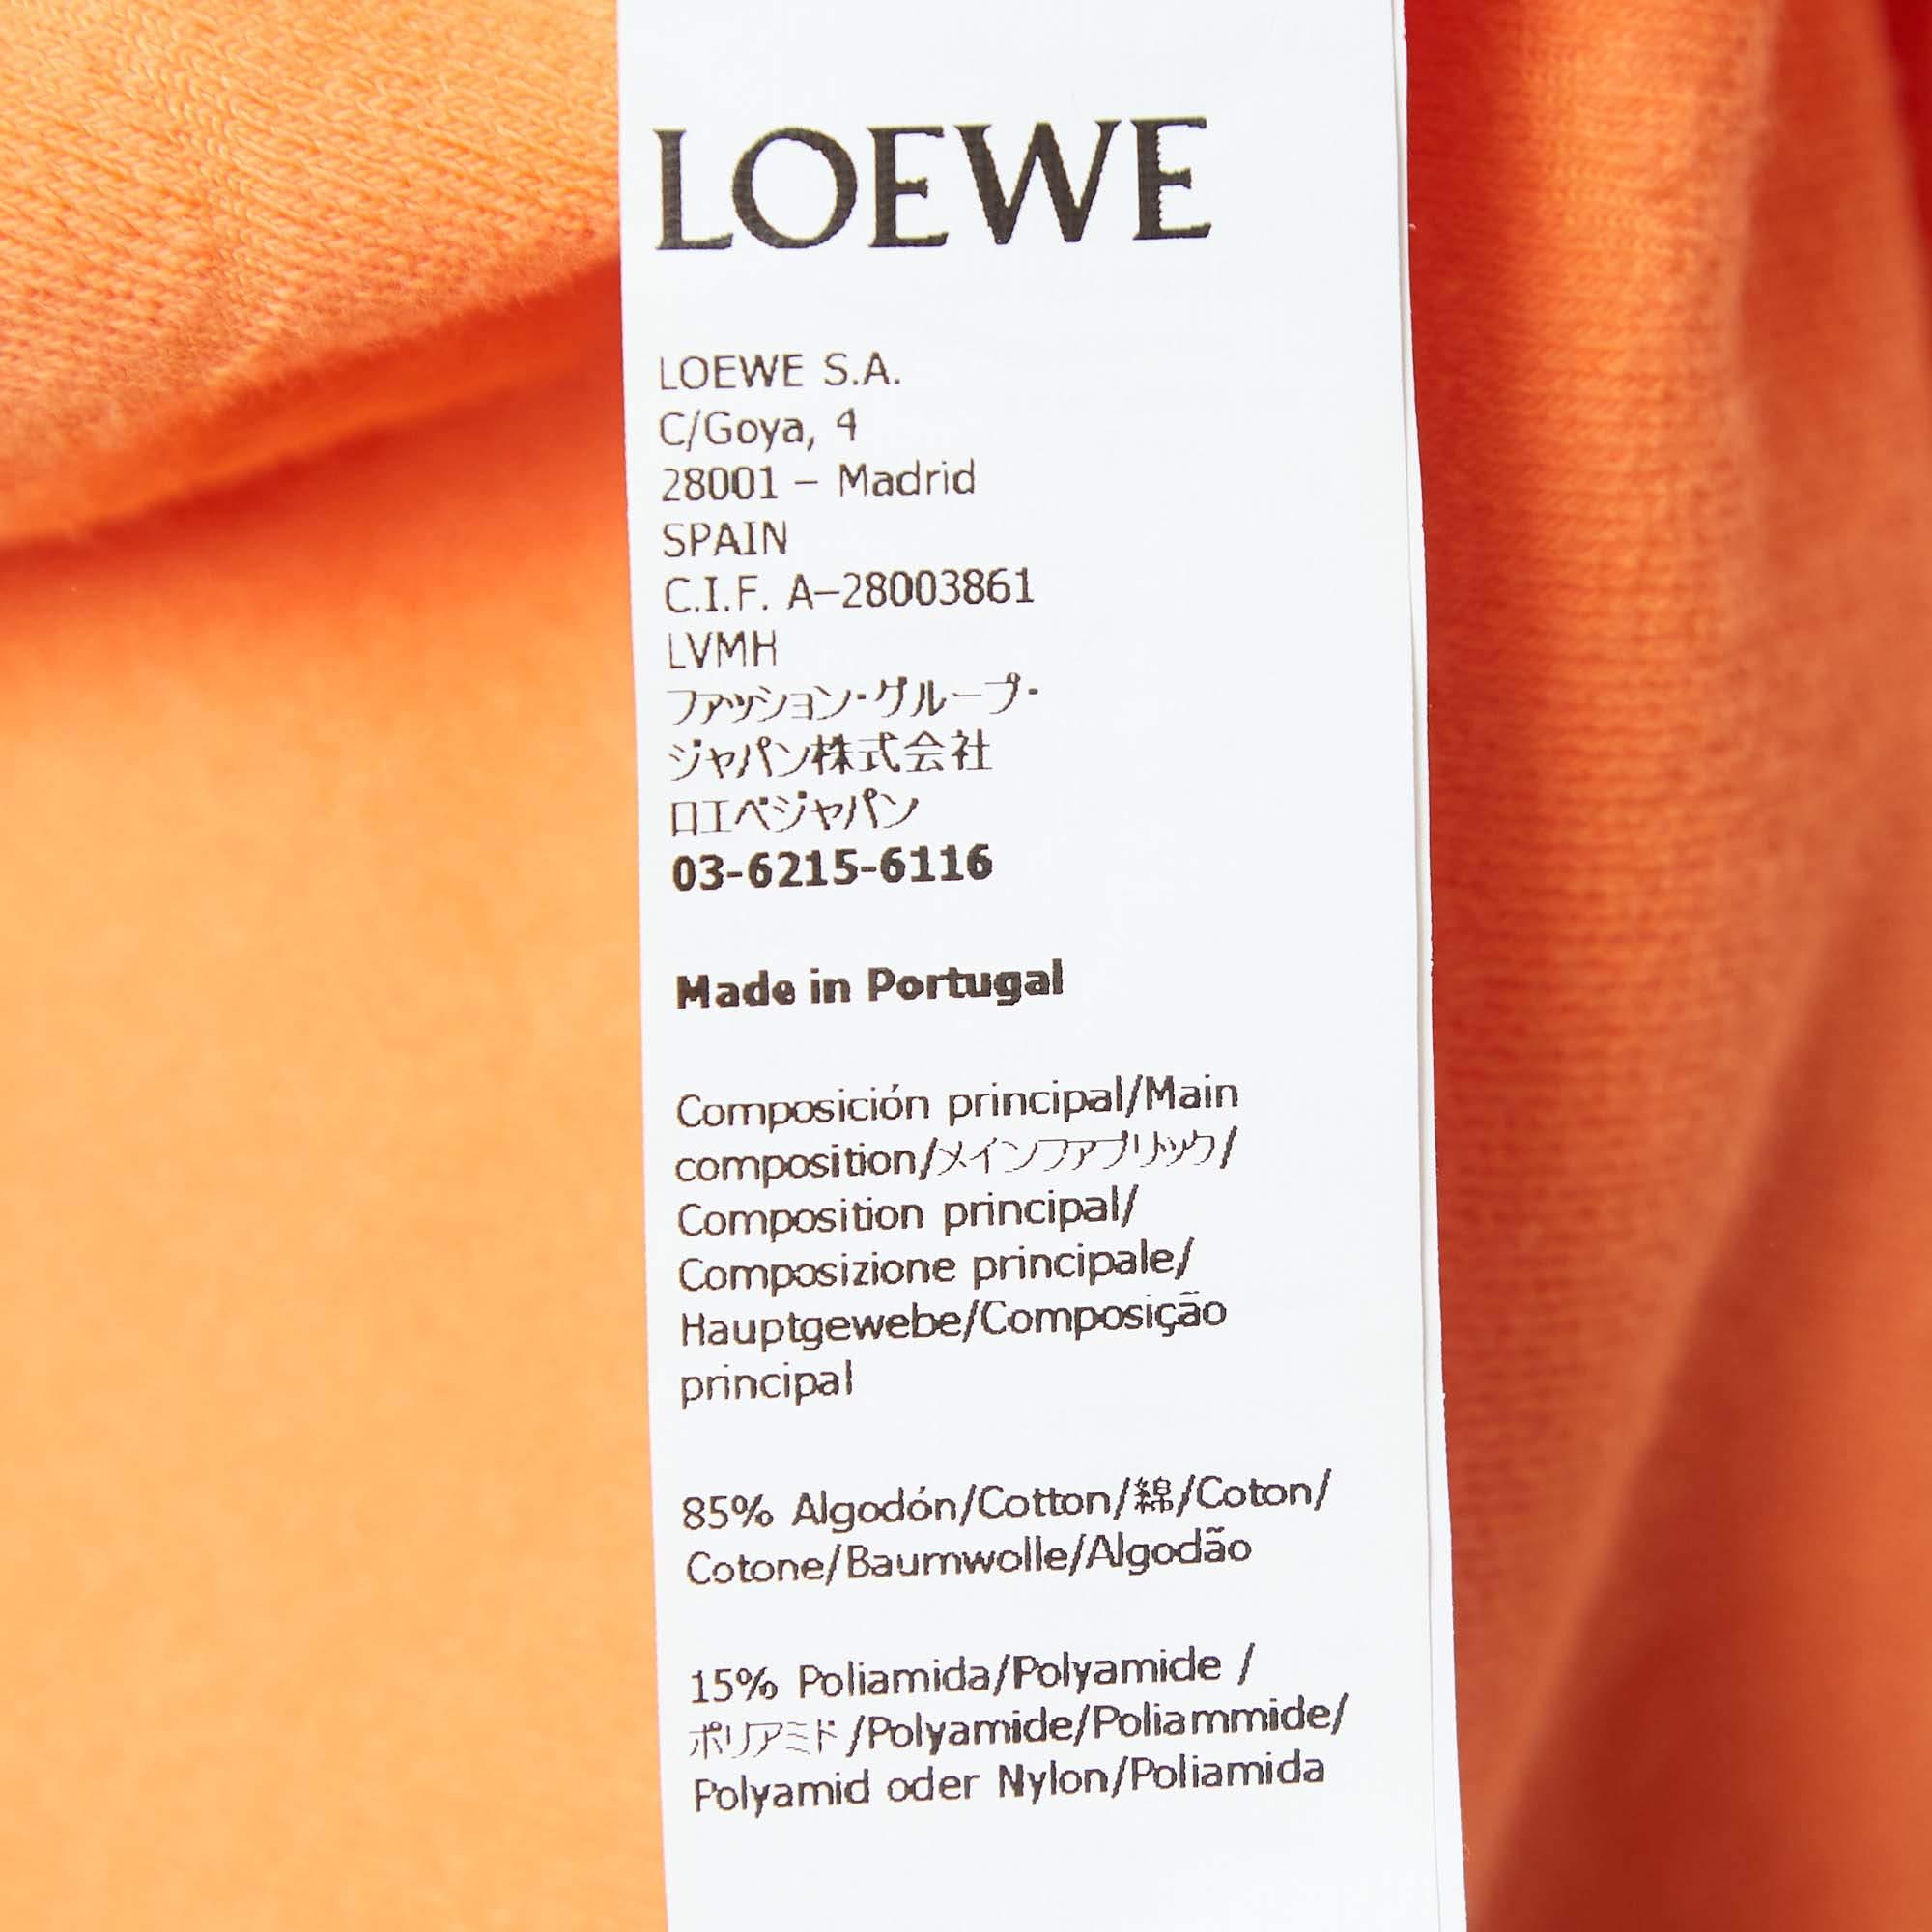 LOEWE
LOEWE S.A.
C/Goya, 4
28001 – Madrid
SPAIN
C.I.F. A–28003861
LVMH
ファッション・グループ・
ジャパン株式会社
ロエベジャパン
03-6215-6116
Made in Portugal
Composición principal/Main
composition/メインファブリック/
Composition principal/
Composizione principale/
Hauptgewebe/Composição
principal
85% Algodón/Cotton/綿/Coton/
Cotone/Baumwolle/Algodão
15% Poliamida/Polyamide /
ポリアミド/Polyamide/Poliammide/
Polyamid oder Nylon/Poliamida